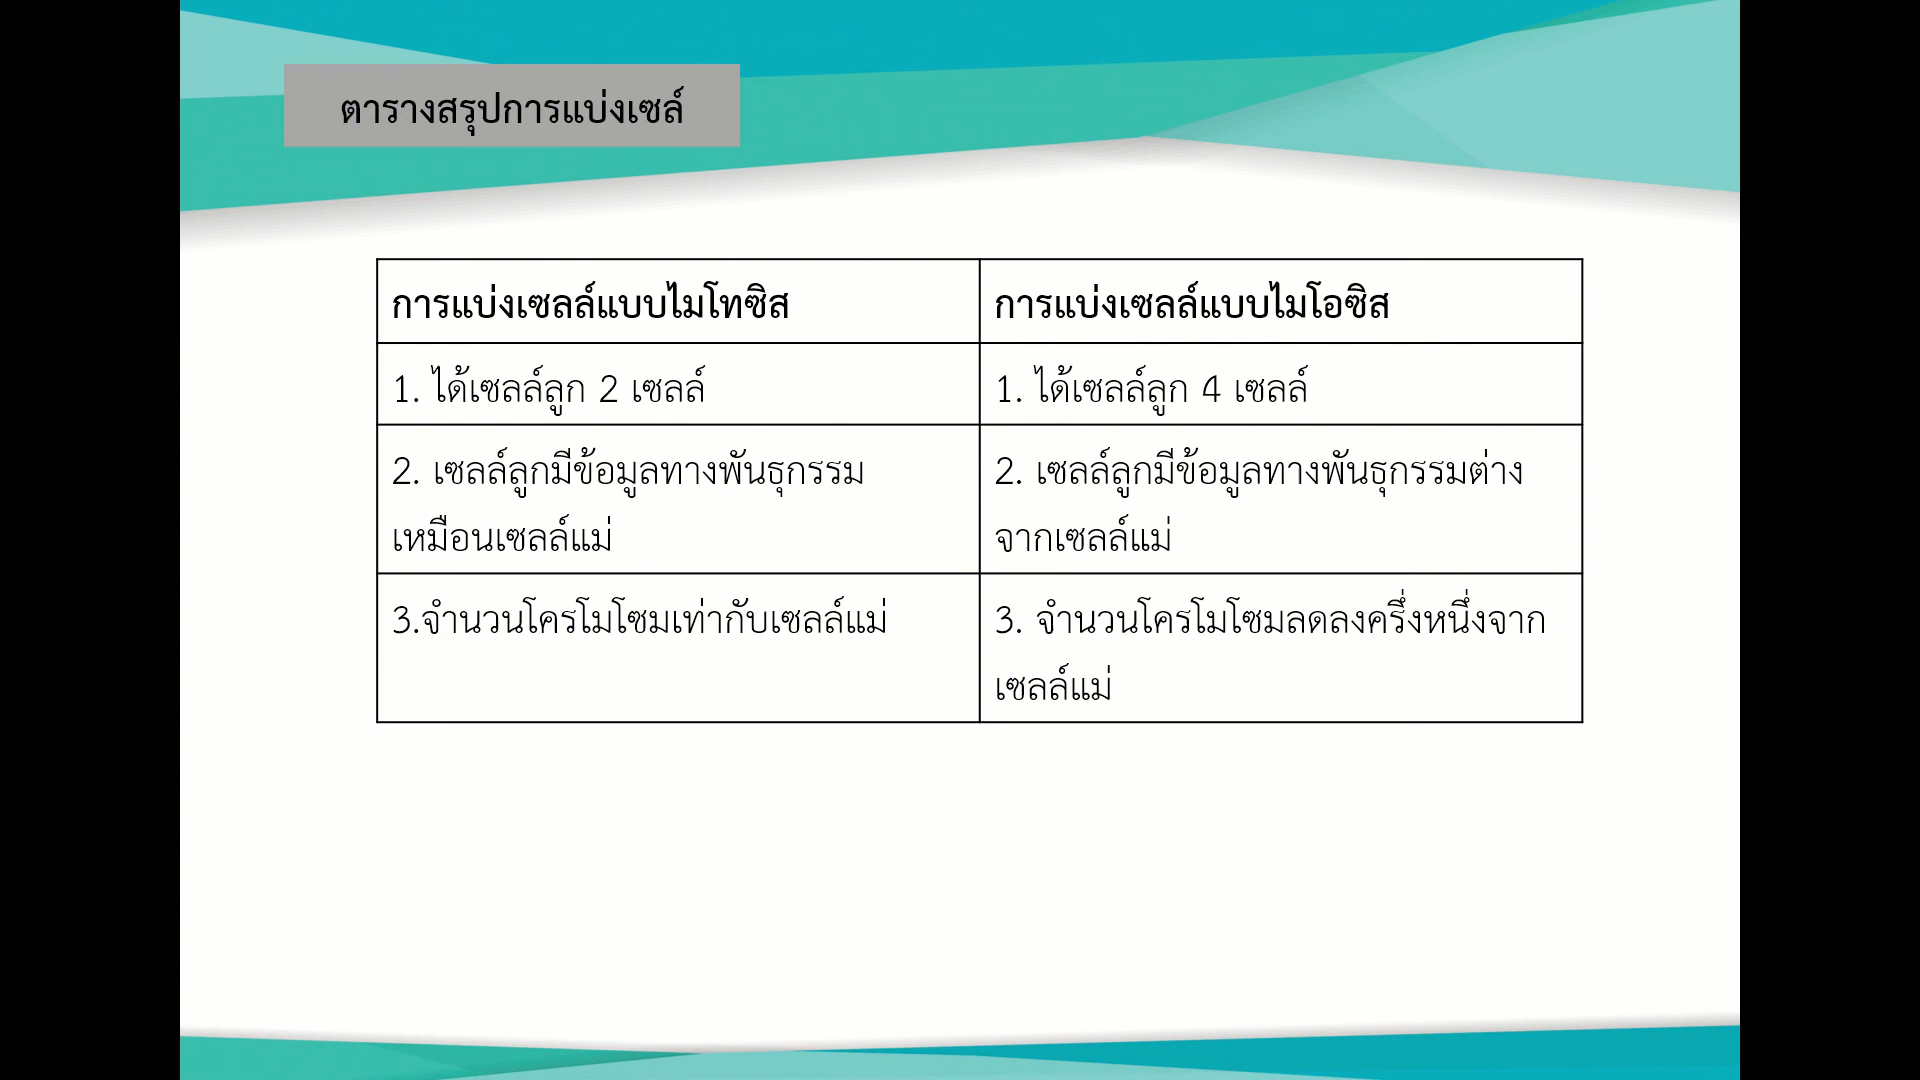 ตารางสรุปการแบ่งเซล์
การแบ่งเซลล์แบบไมโทซิส
การแบ่งเซลล์แบบไมโอซิส
1. ได้เซลล์ลูก 2 เซลล์
1. ได้เซลล์ลูก 4 เซลล์
2. เซลล์ลูกมีข้อมูลทางพันธุกรรม
เหมือนเซลล์แม่
2. เซลล์ลูกมีข้อมูลทางพันธุกรรมต่าง
จากเซลล์แม่
3.จำนวนโครโมโซมเท่ากับเซลล์แม่
3. จำนวนโครโมโซมลดลงครึ่งหนึ่งจาก
เซลล์แม่